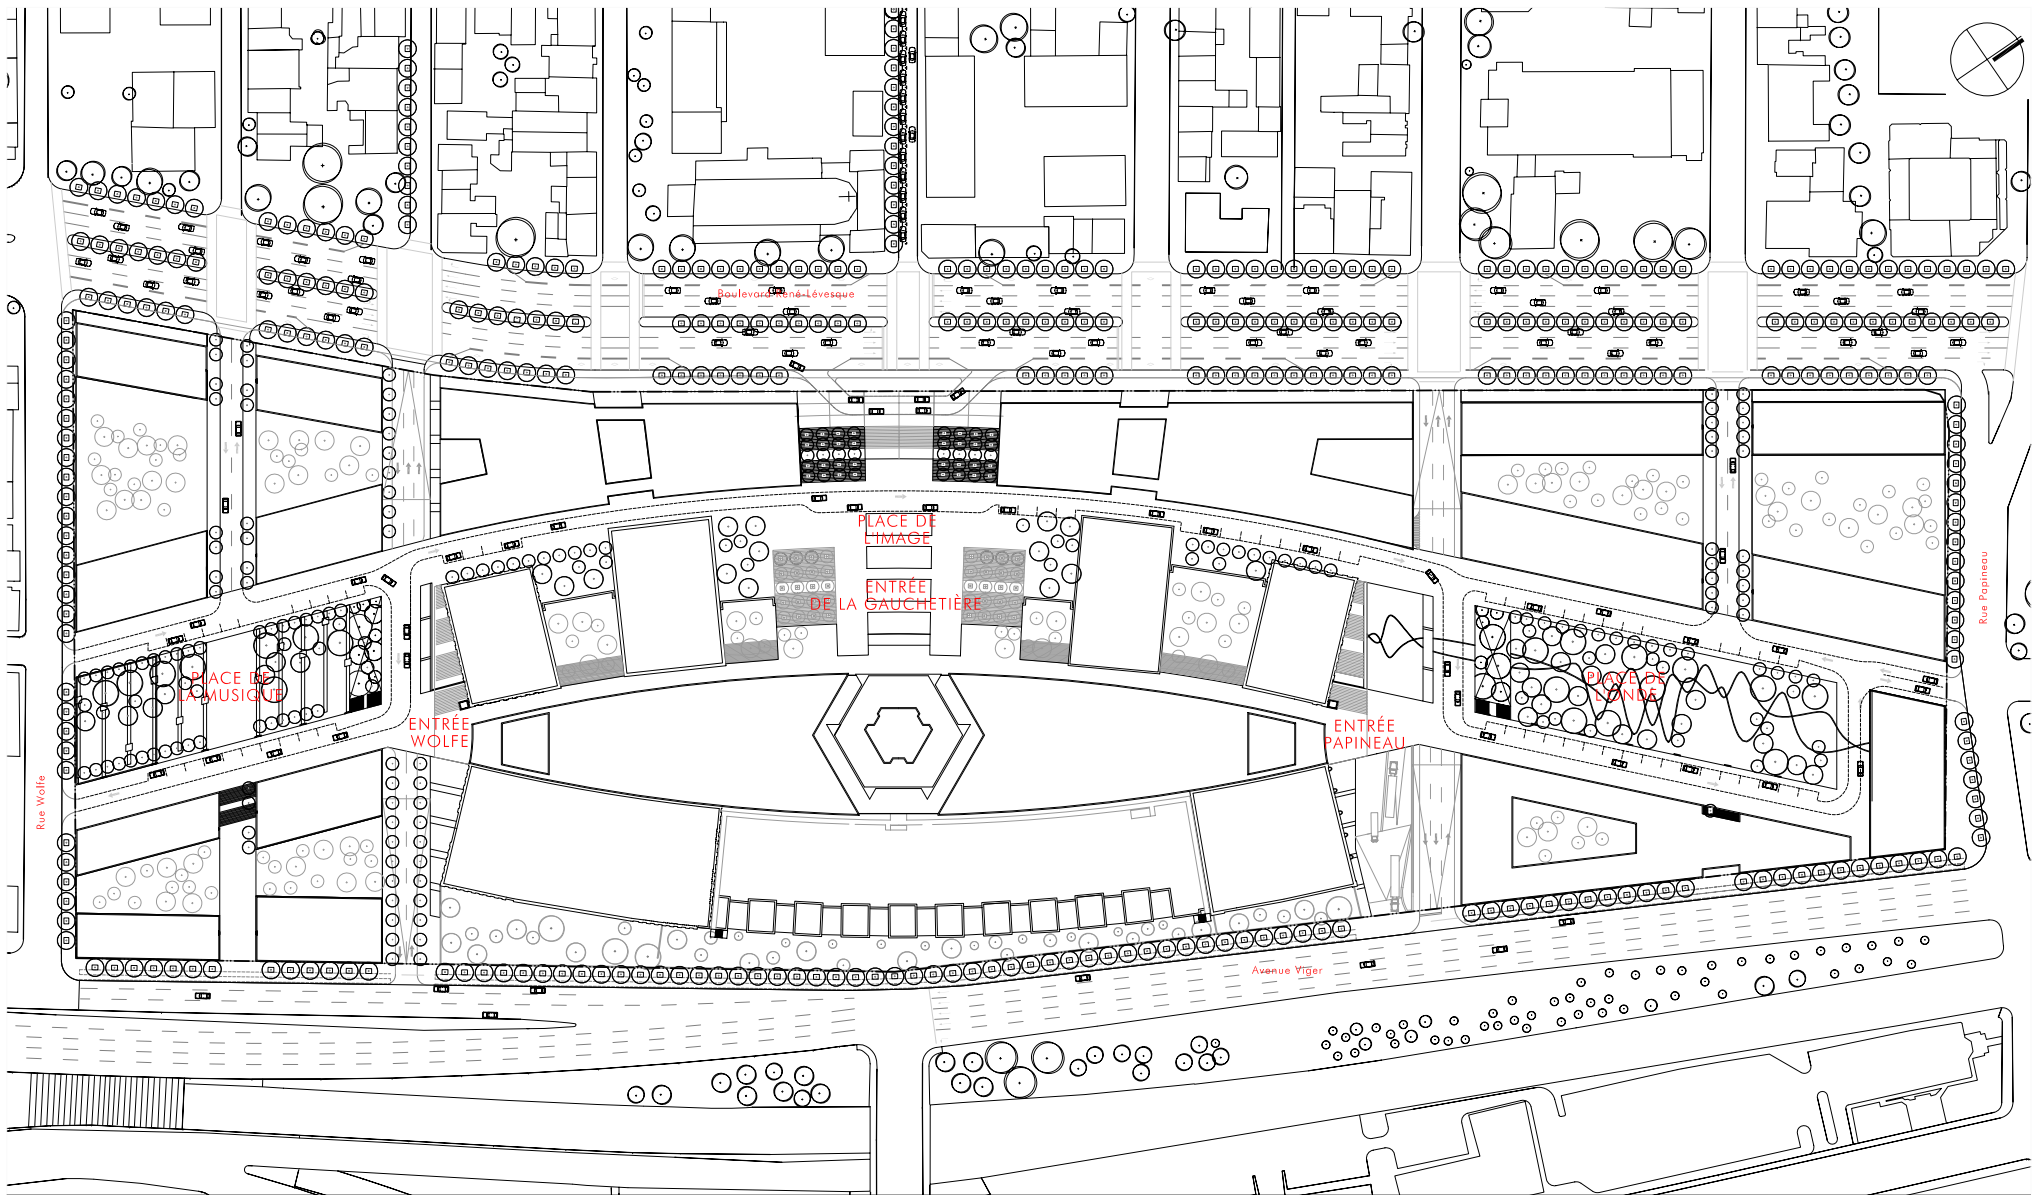 Boulevard René-Lévesque
PLACE DE
L'IMAGE
ENTRÉE
DE LA GAUCHETIÈRE
Rue Papineau
PLACE DE
LA MUSIQUE
PLACE DE
L'ONDE
ENTRÉE
WOLFE
ENTRÉE
PAPINEAU
Rue Wolfe
Avenue Viger